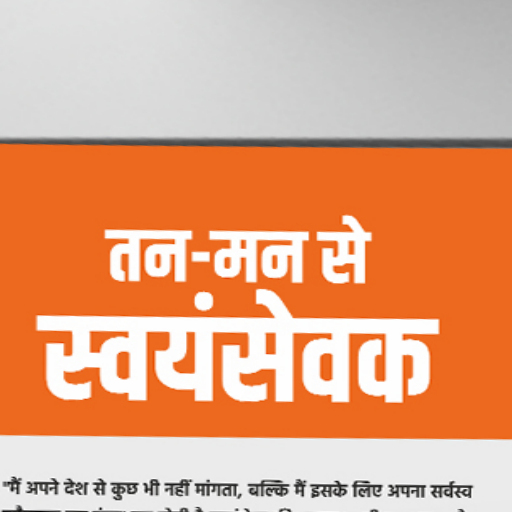 तन-मन से
स्वयंसेवक
"मैं अपने देश से कुछ भी नहीं मांगता, बल्कि मैं इसके लिए अपना सर्वस्व